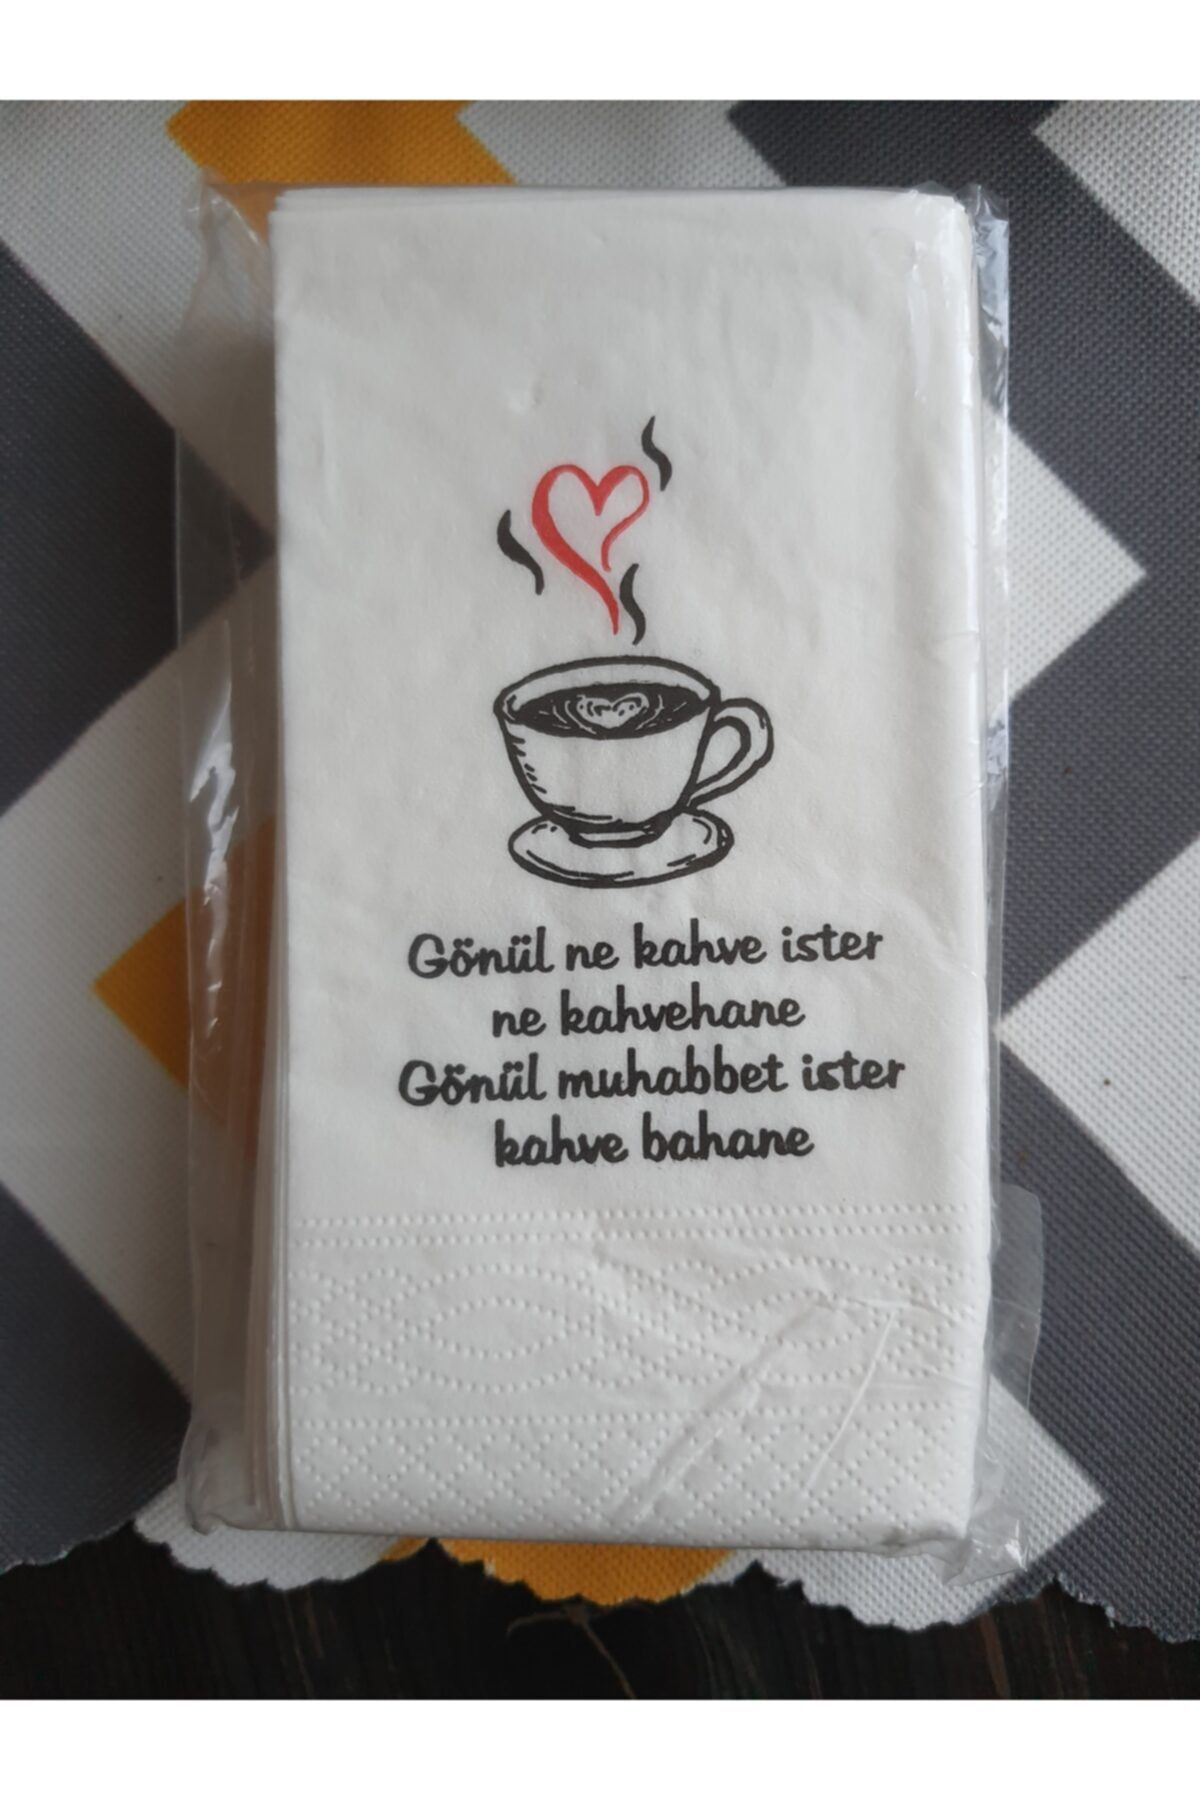 Gönül ne kahve ister
ne kahvehane
Gönül muhabbet ister
kahve bahane